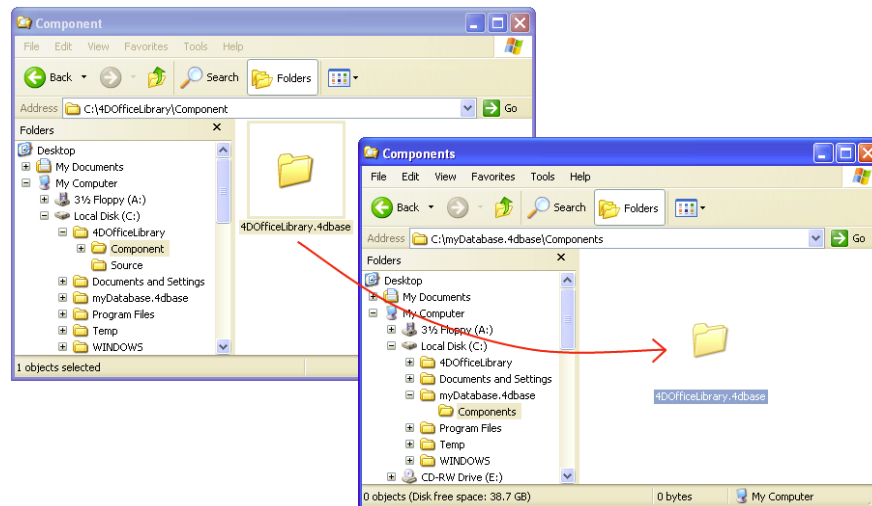 Component
File Edit View Favorites Tools Help
Back Search Folders
Address C:\4DOfficeLibrary\Component Go
Folders
Desktop
My Documents
My Computer
3½ Floppy (A:)
Local Disk (C:)
4DOfficeLibrary
Component
Source
Documents and Settings
myDatabase.4dbase
Program Files
Temp
WINDOWS
4DOfficeLibrary.4dbase
1 objects selected
Components
File Edit View Favorites Tools Help
Back Search Folders
Address C:\myDatabase.4dbase\Components Go
Folders
Desktop
My Documents
My Computer
3½ Floppy (A:)
Local Disk (C:)
4DOfficeLibrary
Documents and Settings
myDatabase.4dbase
Components
Program Files
Temp
WINDOWS
CD-RW Drive (E:)
4DOfficeLibrary.4dbase
0 objects (Disk free space: 38.7 GB) 0 bytes My Computer